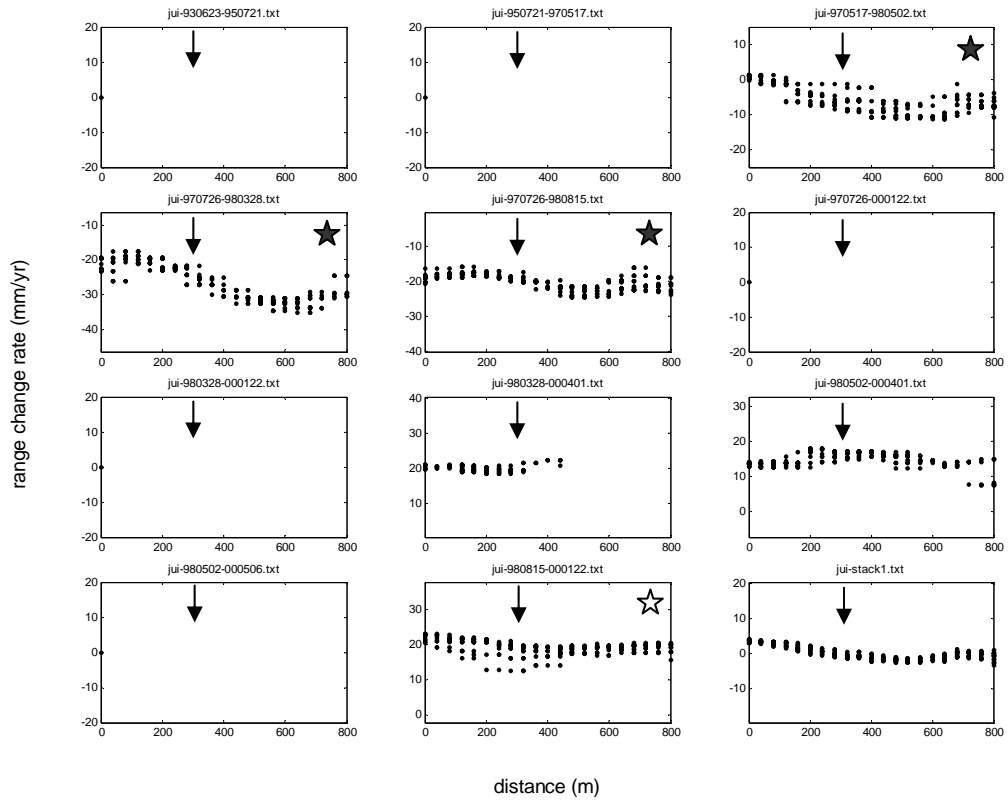 jui-930623-950721.txt
20
10
0
-10
-20
0 200 400 600 800
jui-950721-970517.txt
20
10
0
-10
-20
0 200 400 600 800
jui-970517-980502.txt
10
0
-10
-20
0 200 400 600 800
jui-970726-980328.txt
-10
-20
-30
-40
0 200 400 600 800
jui-970726-980815.txt
-10
-20
-30
-40
0 200 400 600 800
jui-970726-000122.txt
20
10
0
-10
-20
0 200 400 600 800
jui-980328-000122.txt
20
10
0
-10
-20
0 200 400 600 800
jui-980328-000401.txt
40
30
20
10
0
0 200 400 600 800
jui-980502-000401.txt
30
20
10
0
0 200 400 600 800
jui-980502-000506.txt
20
10
0
-10
-20
0 200 400 600 800
jui-980815-000122.txt
30
20
10
0
0 200 400 600 800
jui-stack1.txt
20
10
0
-10
0 200 400 600 800
range change rate (mm/yr)
distance (m)